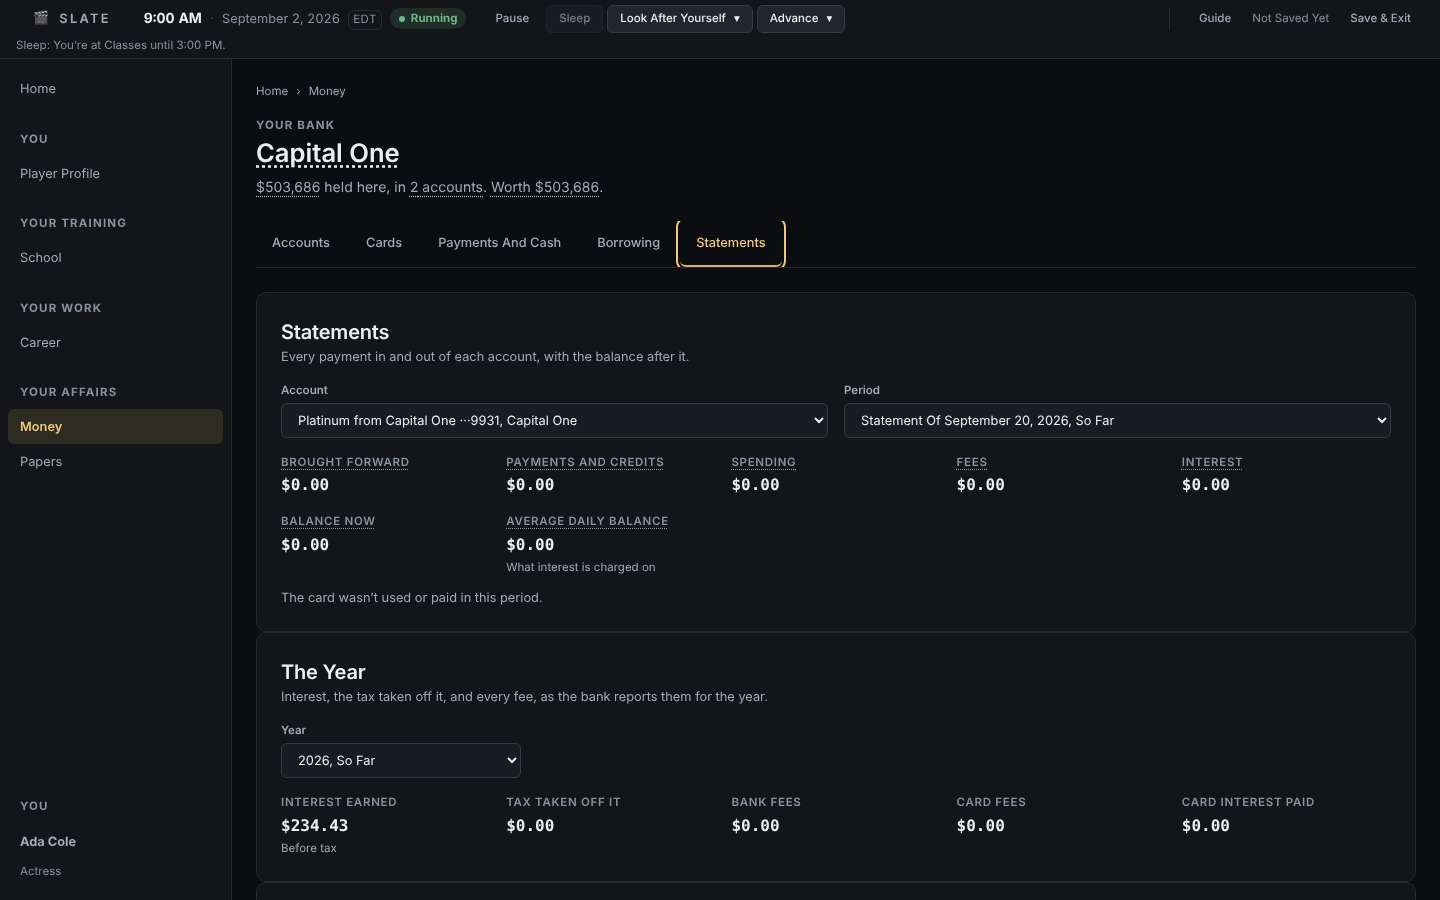 SLATE 9:00 AM · September 2, 2026 EDT Running Pause Sleep Look After Yourself ▾ Advance ▾ Guide Not Saved Yet Save & Exit
Sleep: You're at Classes until 3:00 PM.
Home
YOU
Player Profile
YOUR TRAINING
School
YOUR WORK
Career
YOUR AFFAIRS
Money
Papers
YOU
Ada Cole
Actress
Home › Money
YOUR BANK
Capital One
$503,686 held here, in 2 accounts. Worth $503,686.
Accounts Cards Payments And Cash Borrowing Statements
Statements
Every payment in and out of each account, with the balance after it.
Account Period
Platinum from Capital One ···9931, Capital One Statement Of September 20, 2026, So Far
BROUGHT FORWARD PAYMENTS AND CREDITS SPENDING FEES INTEREST
$0.00 $0.00 $0.00 $0.00 $0.00
BALANCE NOW AVERAGE DAILY BALANCE
$0.00 $0.00
What interest is charged on
The card wasn't used or paid in this period.
The Year
Interest, the tax taken off it, and every fee, as the bank reports them for the year.
Year
2026, So Far
INTEREST EARNED TAX TAKEN OFF IT BANK FEES CARD FEES CARD INTEREST PAID
$234.43 $0.00 $0.00 $0.00 $0.00
Before tax